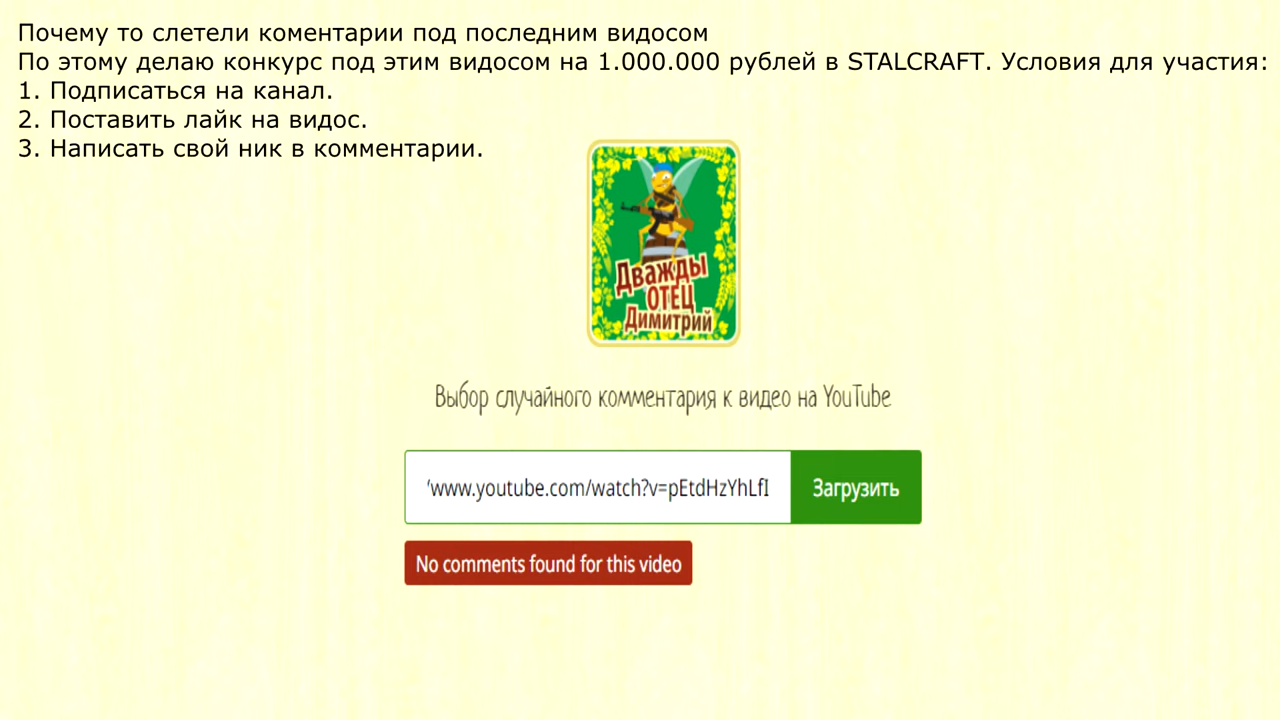 Почему то слетели коментарии под последним видосом
По этому делаю конкурс под этим видосом на 1.000.000 рублей в STALCRAFT. Условия для участия:
1. Подписаться на канал.
2. Поставить лайк на видос.
3. Написать свой ник в комментарии.
Дважды
ОТЕЦ
Димитрий
Выбор случайного комментария к видео на YouTube
/www.youtube.com/watch?v=pEtdHzYhLfI
Загрузить
No comments found for this video